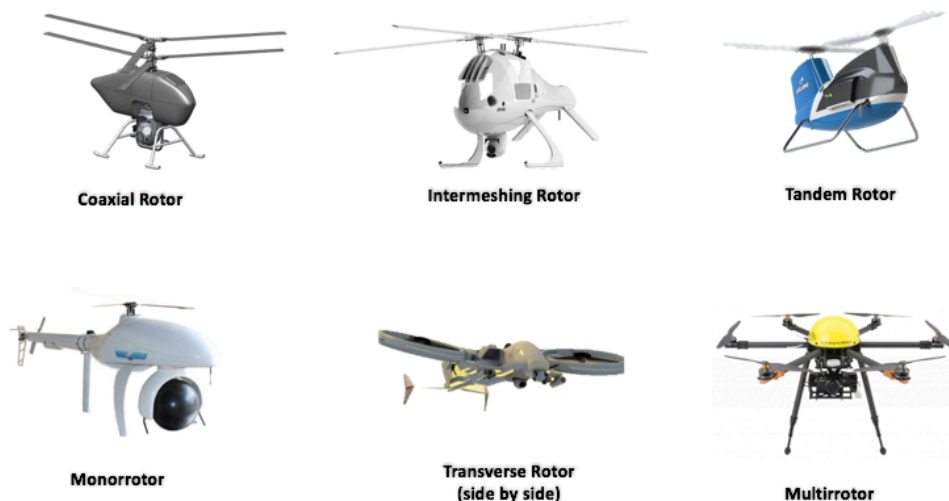 Coaxial Rotor
Intermeshing Rotor
Tandem Rotor
Monorrotor
Transverse Rotor
(side by side)
Multirrotor